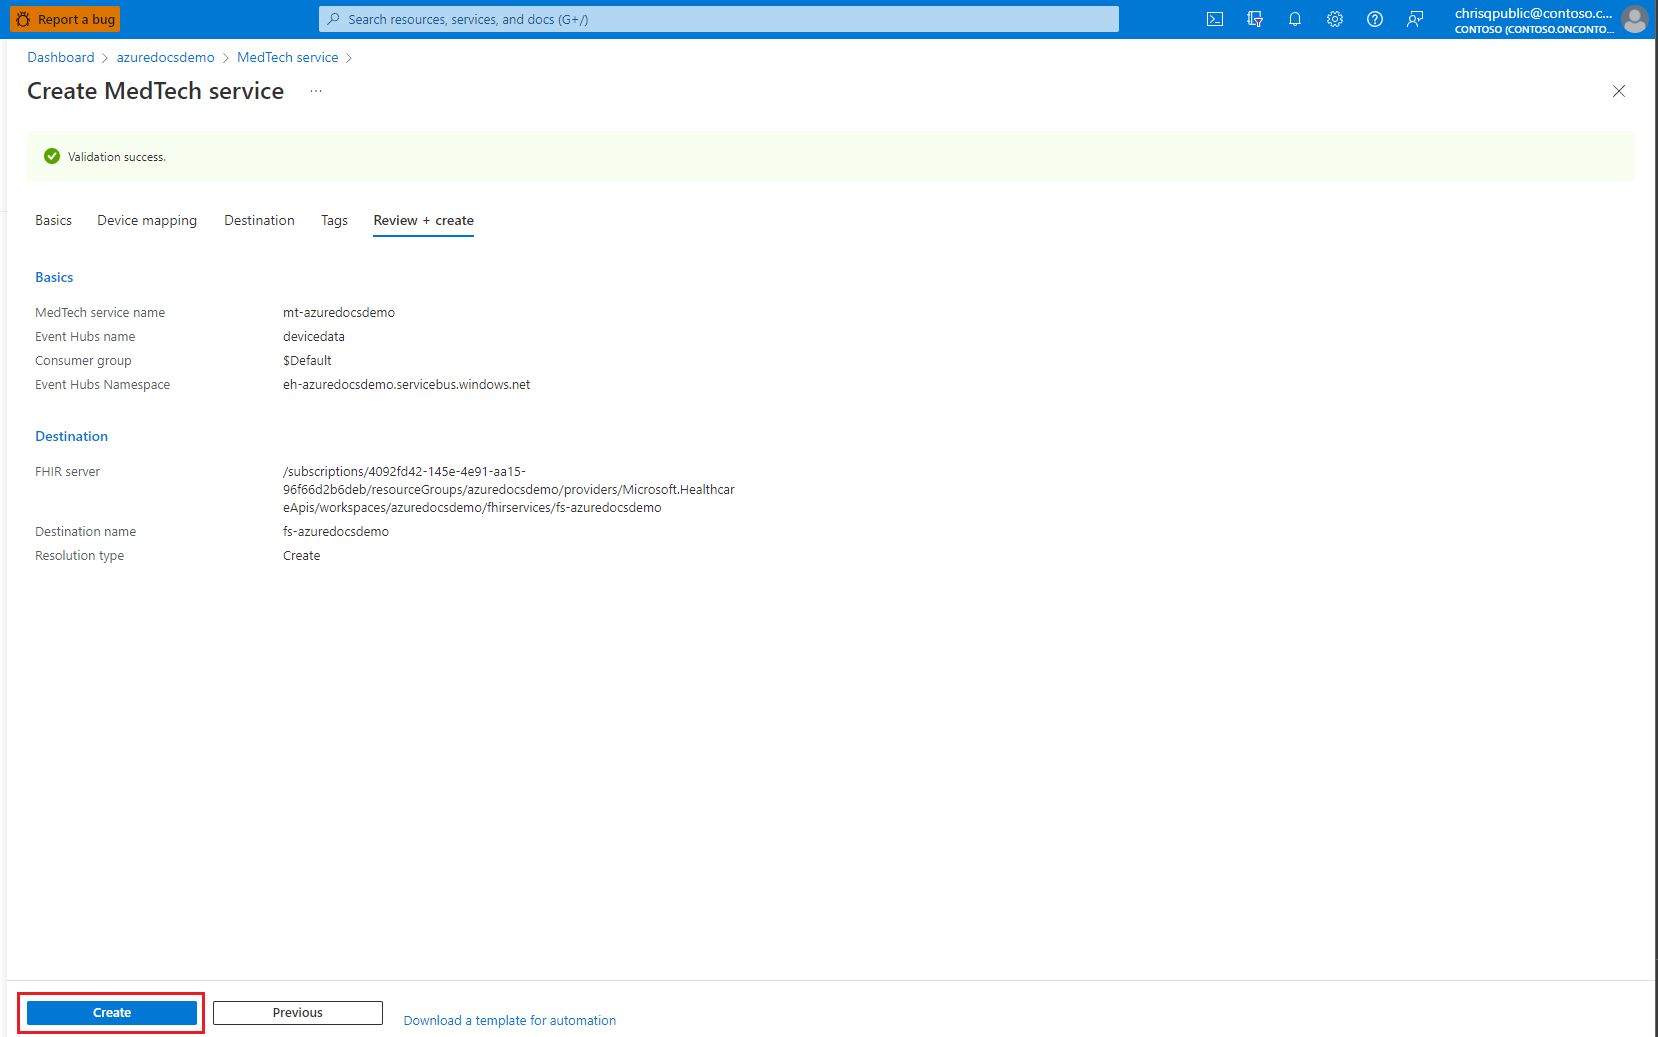 Report a bug
Search resources, services, and docs (G+/)
chrisqpublic@contoso.c...
CONTOSO (CONTOSO.ONCONTO...
Dashboard > azuredocsdemo > MedTech service >
Create MedTech service ...
Validation success.
Basics Device mapping Destination Tags Review + create
Basics
MedTech service name mt-azuredocsdemo
Event Hubs name devicedata
Consumer group $Default
Event Hubs Namespace eh-azuredocsdemo.servicebus.windows.net
Destination
FHIR server /subscriptions/4092fd42-145e-4e91-aa15-
96f66d2b6deb/resourceGroups/azuredocsdemo/providers/Microsoft.Healthcar
eApis/workspaces/azuredocsdemo/fhirservices/fs-azuredocsdemo
Destination name fs-azuredocsdemo
Resolution type Create
Create Previous Download a template for automation